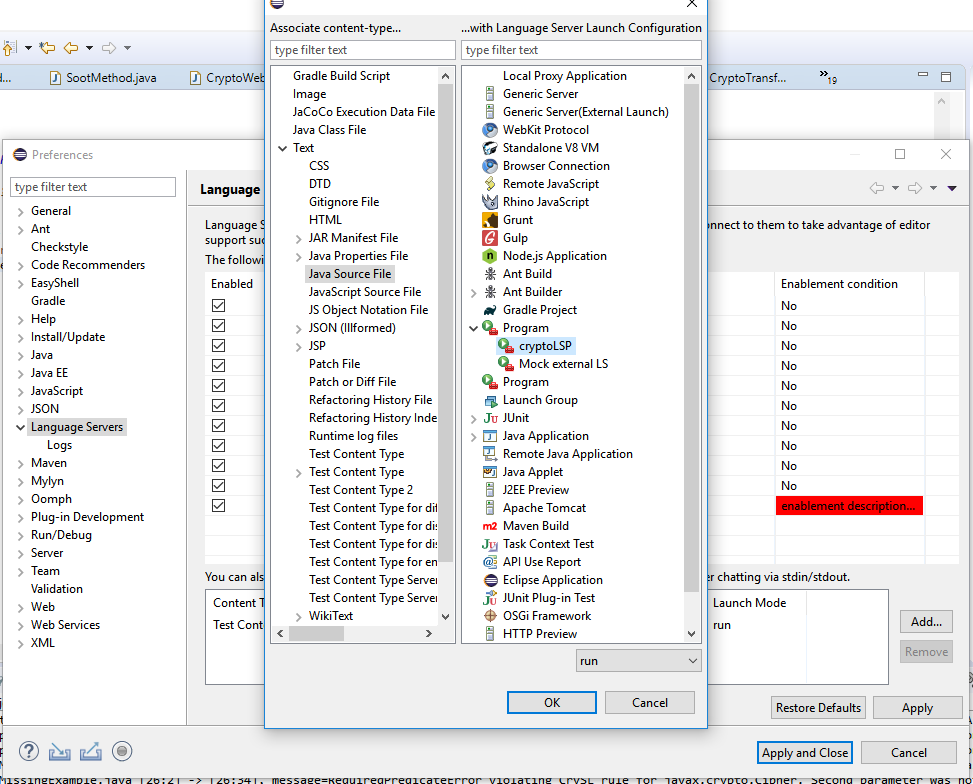 Associate content-type...
...with Language Server Launch Configuration
type filter text
type filter text
SootMethod.java
CryptoWeb
CryptoTransf...
19
Gradle Build Script
Image
JaCoCo Execution Data File
Java Class File
Text
CSS
DTD
Gitignore File
HTML
JAR Manifest File
Java Properties File
Java Source File
JavaScript Source File
JS Object Notation File
JSON (Illformed)
JSP
Patch File
Patch or Diff File
Refactoring History File
Refactoring History Inde
Runtime log files
Test Content Type
Test Content Type
Test Content Type 2
Test Content Type for di
Test Content Type for di
Test Content Type for di
Test Content Type for en
Test Content Type Server
Test Content Type Server
WikiText
Local Proxy Application
Generic Server
Generic Server(External Launch)
WebKit Protocol
Standalone V8 VM
Browser Connection
Remote JavaScript
Rhino JavaScript
Grunt
Gulp
Node.js Application
Ant Build
Ant Builder
Gradle Project
Program
cryptoLSP
Mock external LS
Program
Launch Group
JUnit
Java Application
Remote Java Application
Java Applet
J2EE Preview
Apache Tomcat
Maven Build
Task Context Test
API Use Report
Eclipse Application
JUnit Plug-in Test
OSGi Framework
HTTP Preview
run
OK
Cancel
Preferences
type filter text
General
Ant
Checkstyle
Code Recommenders
EasyShell
Gradle
Help
Install/Update
Java
Java EE
JavaScript
JSON
Language Servers
Logs
Maven
Mylyn
Oomph
Plug-in Development
Run/Debug
Server
Team
Validation
Web
Web Services
XML
Language
Language S
nnect to them to take advantage of editor
support suc
The followi
Enabled
Enablement condition
No
No
No
No
No
No
No
No
No
No
enablement description...
You can als
er chatting via stdin/stdout.
Content T
Launch Mode
Test Cont
run
Add...
Remove
Restore Defaults
Apply
Apply and Close
Cancel
missingExample.java [26:2] -> [26:34], message=RequiredPredicateError violating CrySL rule for javax.crypto.Cipher. Second parameter was no